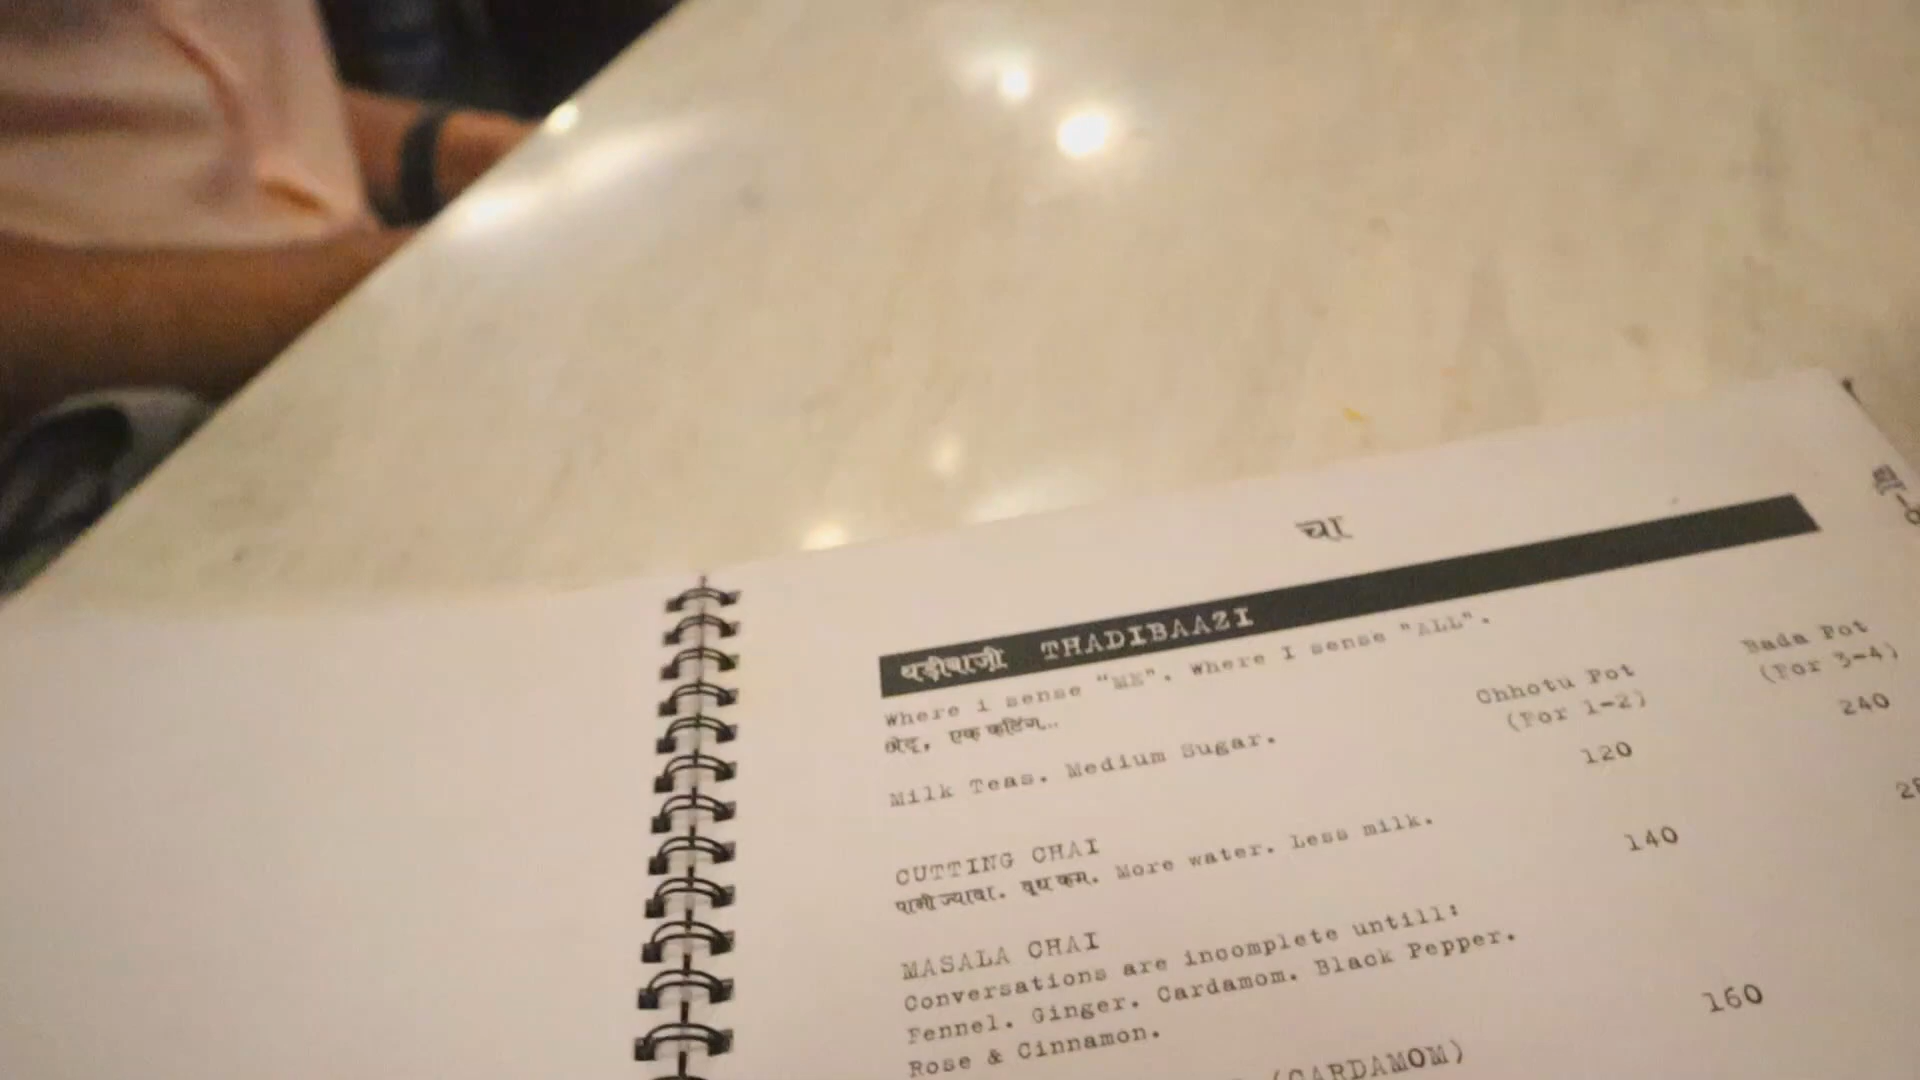 चा
थड़ीबाजी THADIBAAZI
Where i sense "ME". Where I sense "ALL".
छोटू, एक कटिंग...
Chhotu Pot
(For 1-2)
Bada Pot
(For 3-4)
Milk Teas. Medium Sugar.
120
240
CUTTING CHAI
पानी ज्यादा. दूध कम. More water. Less milk.
140
MASALA CHAI
Conversations are incomplete untill:
Fennel. Ginger. Cardamom. Black Pepper.
Rose & Cinnamon.
160
(CARDAMOM)